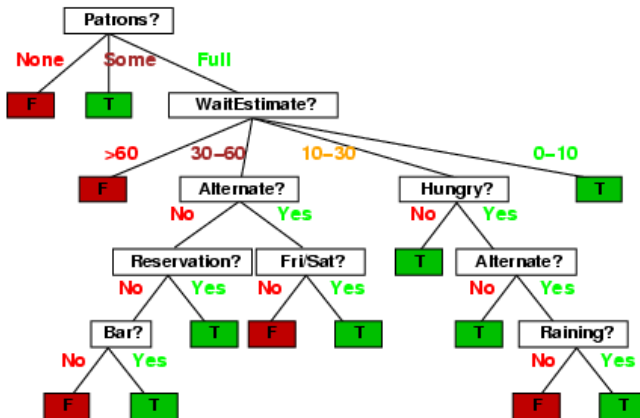 Patrons?
None Some Full
F T WaitEstimate?
>60 30–60 10–30 0–10
F Alternate? Hungry? T
No Yes No Yes
Reservation? Fri/Sat? T Alternate?
No Yes No Yes No Yes
Bar? T F T T Raining?
No Yes No Yes
F T F T